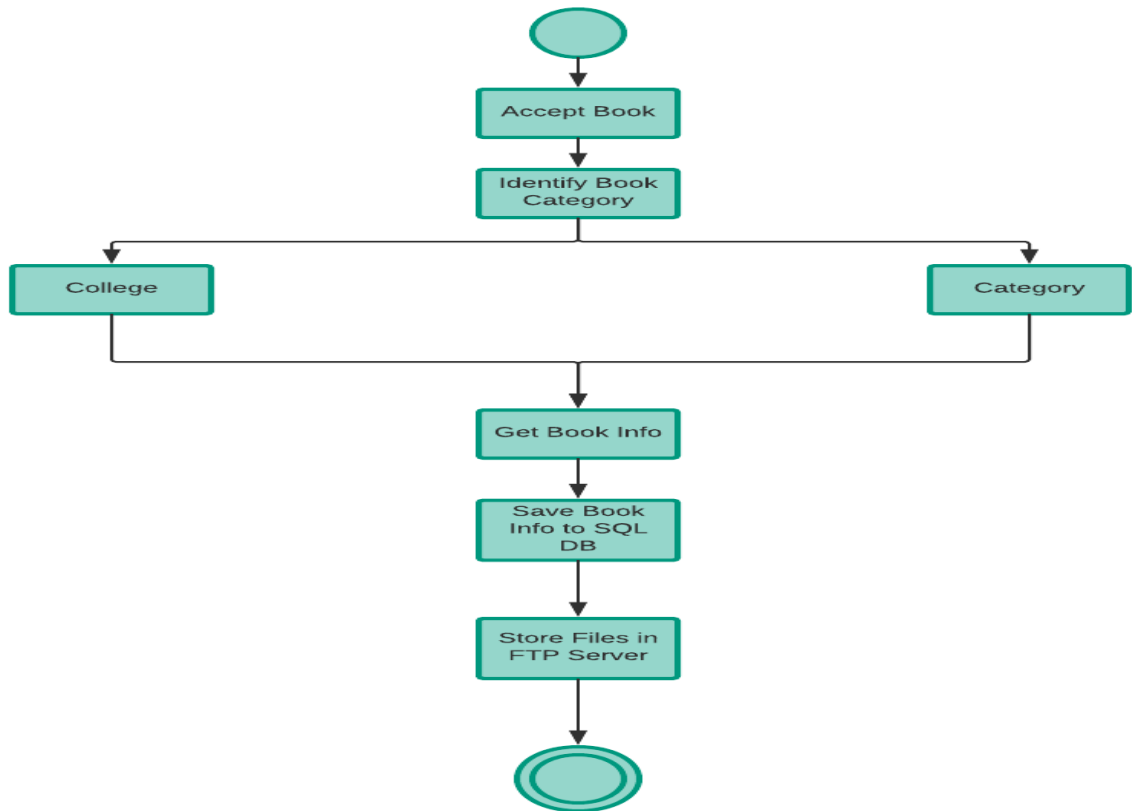 Accept Book
Identify Book
Category
College
Category
Get Book Info
Save Book
Info to SQL
DB
Store Files in
FTP Server